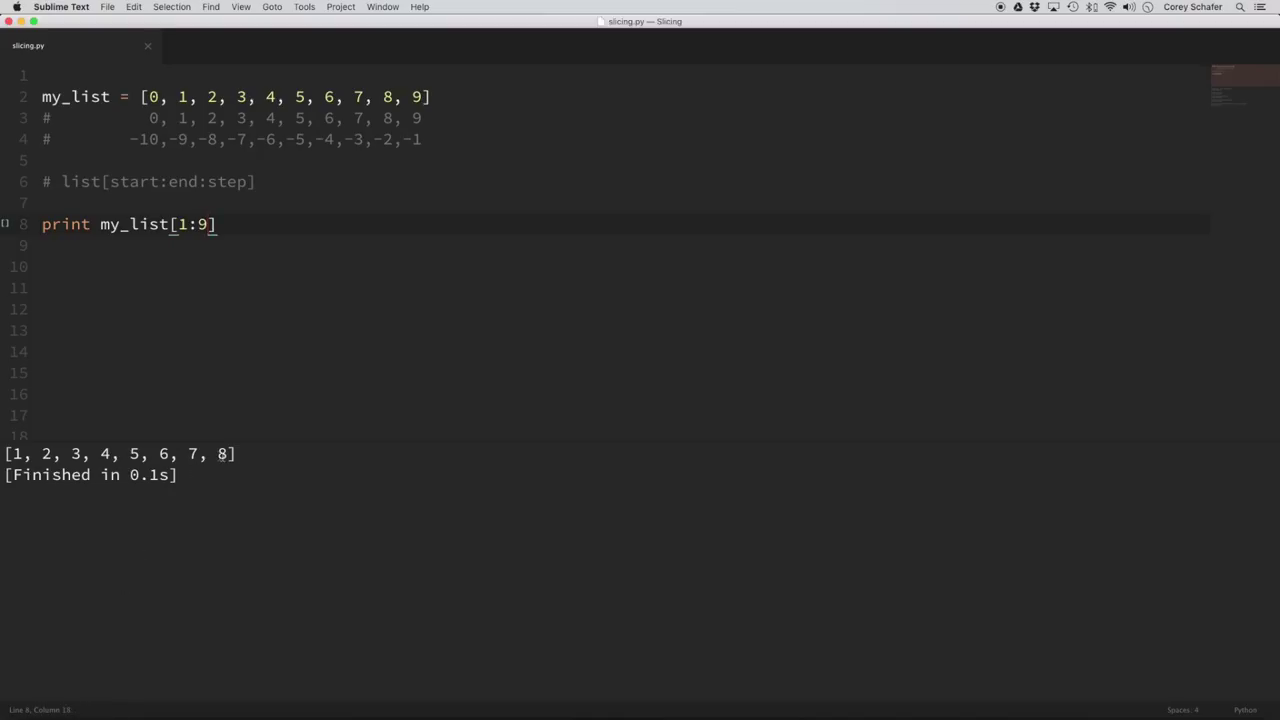 Sublime Text File Edit Selection Find View Goto Tools Project Window Help Corey Schafer
slicing.py — Slicing
slicing.py
1
2 my_list = [0, 1, 2, 3, 4, 5, 6, 7, 8, 9]
3 # 0, 1, 2, 3, 4, 5, 6, 7, 8, 9
4 # -10,-9,-8,-7,-6,-5,-4,-3,-2,-1
5
6 # list[start:end:step]
7
8 print my_list[1:9]
9
10
11
12
13
14
15
16
17
18
[1, 2, 3, 4, 5, 6, 7, 8]
[Finished in 0.1s]
Line 8, Column 18 Spaces: 4 Python